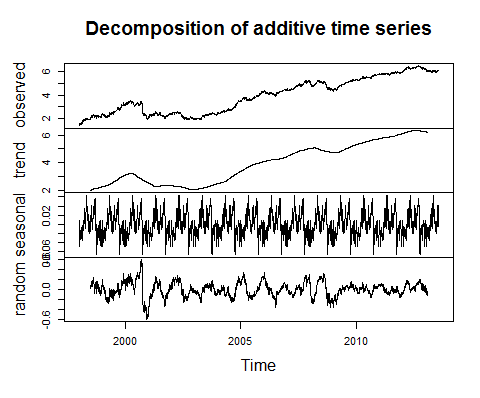 Decomposition of additive time series
observed
2 4 6
trend
2 4 6
seasonal
-0.06 0.02
random
-0.6 0.0
2000 2005 2010
Time